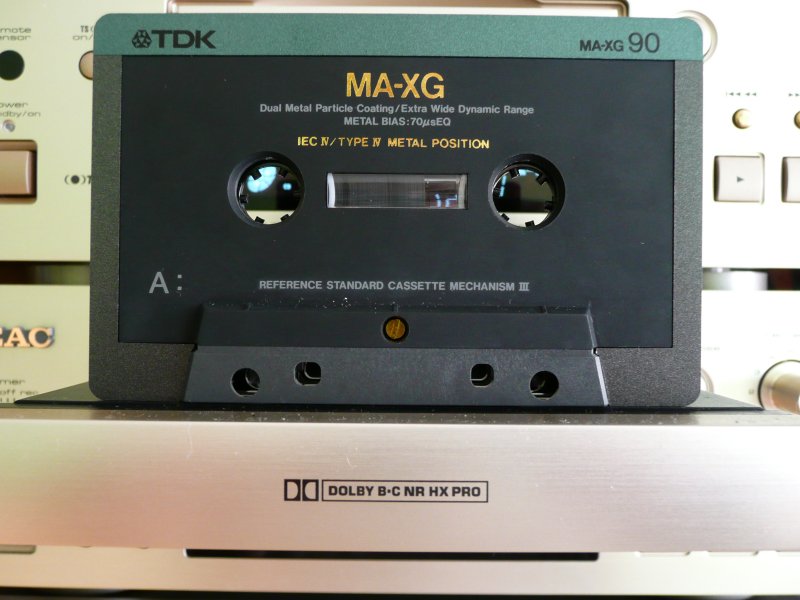 TDK
MA-XG 90
MA-XG
Dual Metal Particle Coating/Extra Wide Dynamic Range
METAL BIAS:70µsEQ
IEC IV/TYPE IV METAL POSITION
A:
REFERENCE STANDARD CASSETTE MECHANISM III
DOLBY B•C NR HX PRO